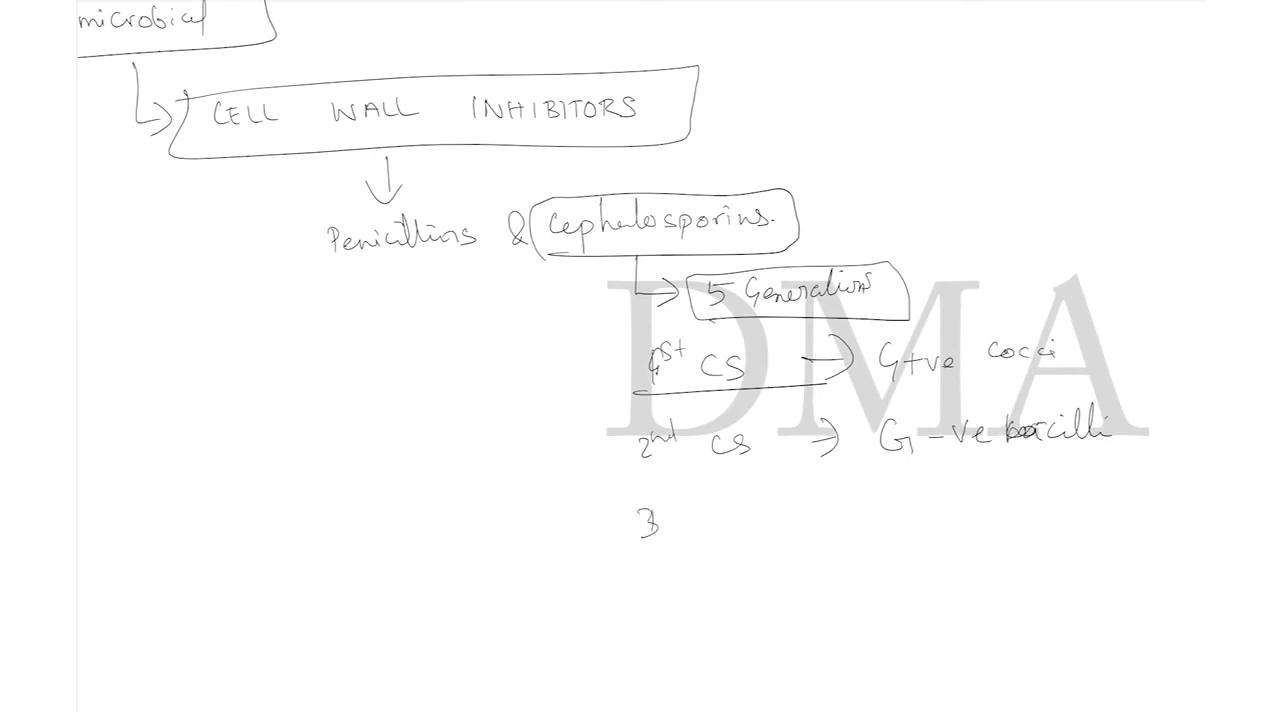 microbial
CELL WALL INHIBITORS
Penicillins & Cephalosporins.
5 Generations
1st CS → G+ve cocci
2nd CS → G-ve bacilli
3
DMA